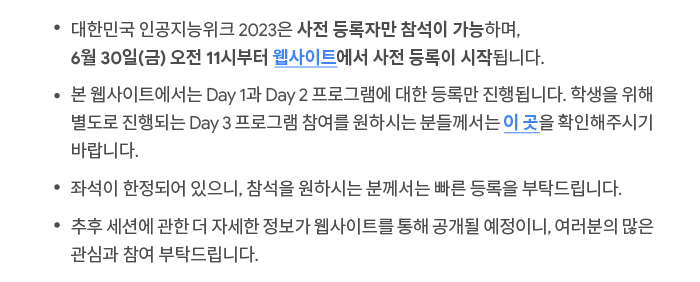 • 대한민국 인공지능위크 2023은 사전 등록자만 참석이 가능하며,
6월 30일(금) 오전 11시부터 웹사이트에서 사전 등록이 시작됩니다.
• 본 웹사이트에서는 Day 1과 Day 2 프로그램에 대한 등록만 진행됩니다. 학생을 위해
별도로 진행되는 Day 3 프로그램 참여를 원하시는 분들께서는 이 곳을 확인해주시기
바랍니다.
• 좌석이 한정되어 있으니, 참석을 원하시는 분께서는 빠른 등록을 부탁드립니다.
• 추후 세션에 관한 더 자세한 정보가 웹사이트를 통해 공개될 예정이니, 여러분의 많은
관심과 참여 부탁드립니다.